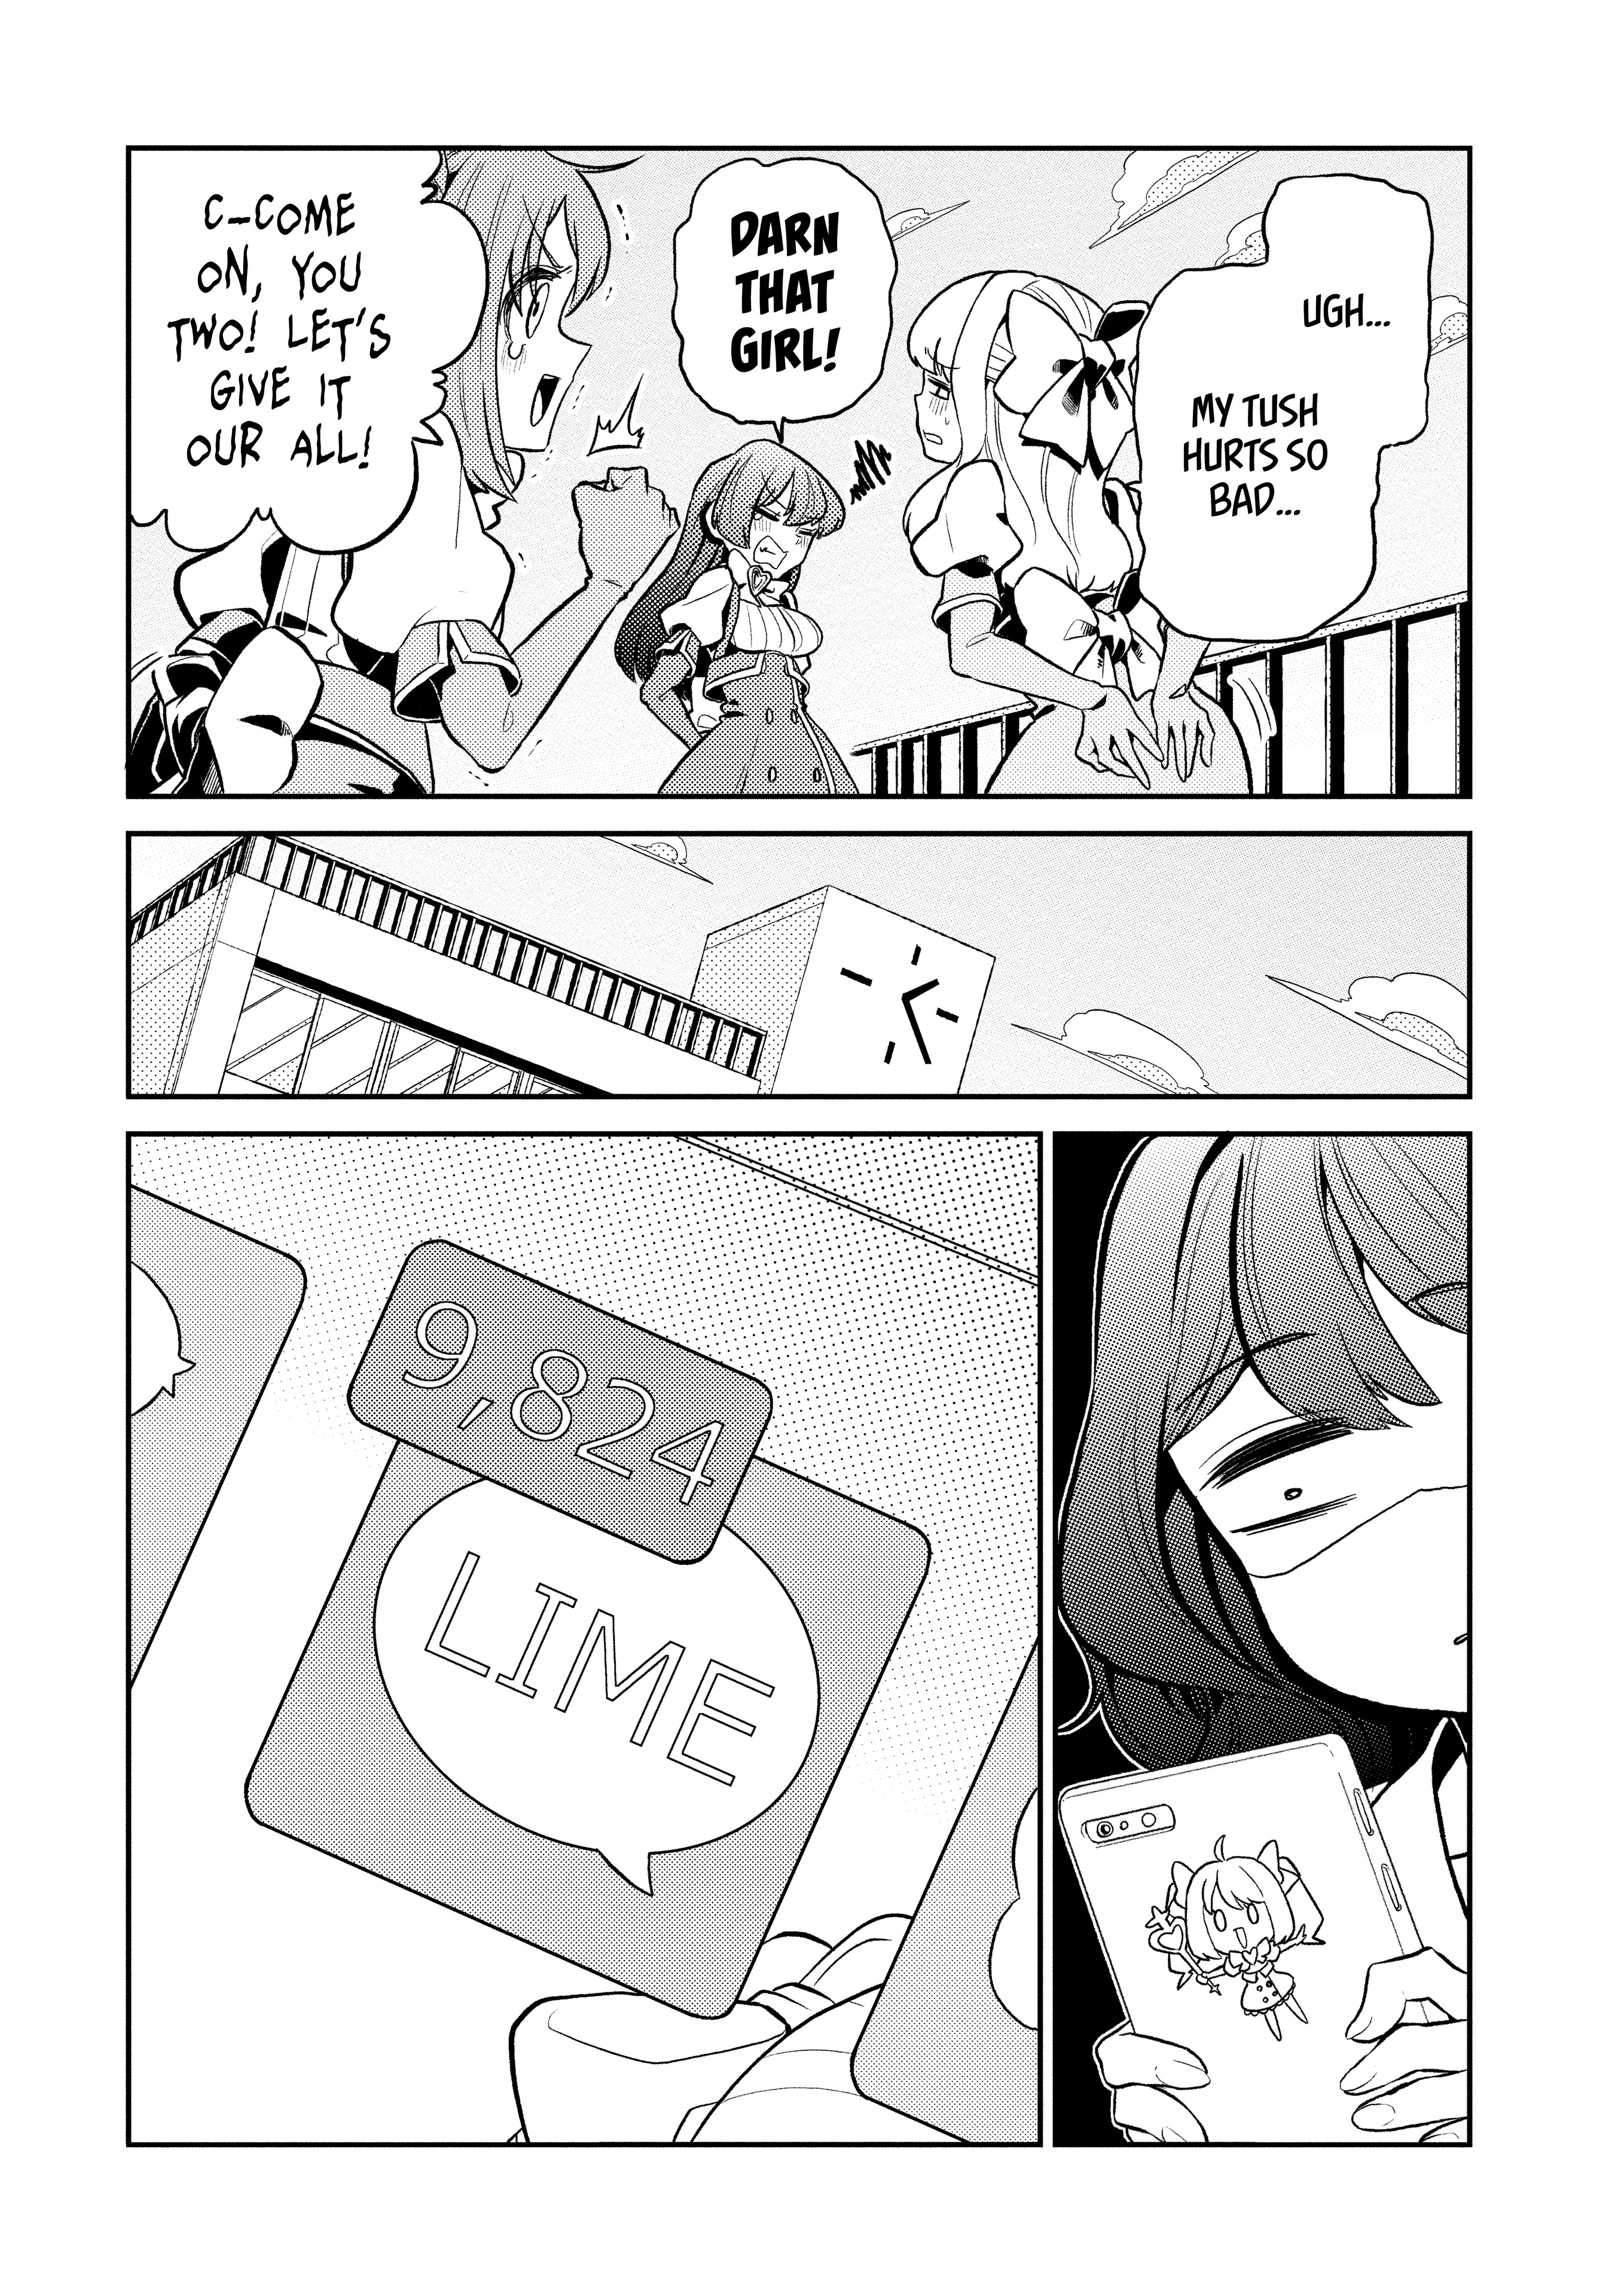 UGH...
MY TUSH
HURTS SO
BAD...
DARN
THAT
GIRL!
C-COME
ON, YOU
TWO! LET'S
GIVE IT
OUR ALL!
9,824
LIME